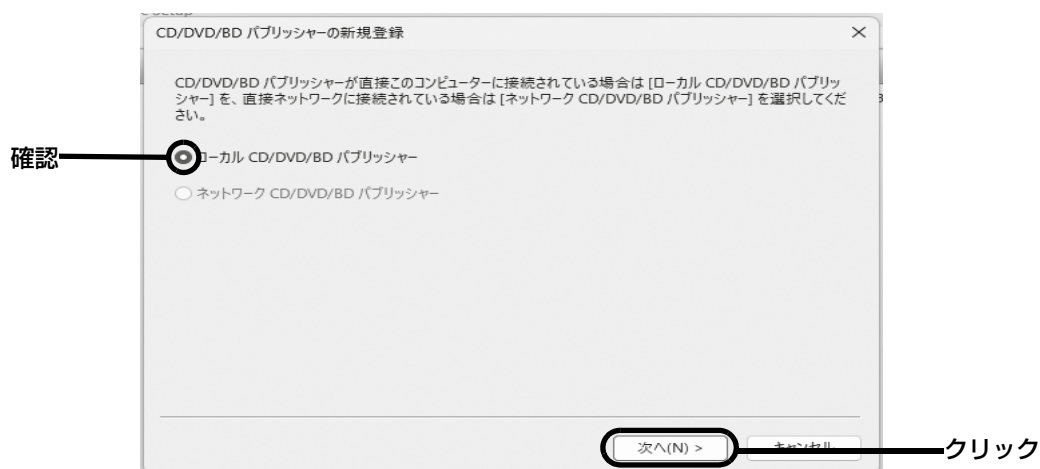 CD/DVD/BD パブリッシャーの新規登録
CD/DVD/BD パブリッシャーが直接このコンピューターに接続されている場合は [ローカル CD/DVD/BD パブリッ
シャー] を、直接ネットワークに接続されている場合は [ネットワーク CD/DVD/BD パブリッシャー] を選択してくだ
さい。
確認
ローカル CD/DVD/BD パブリッシャー
ネットワーク CD/DVD/BD パブリッシャー
次へ(N) >
キャンセル
クリック